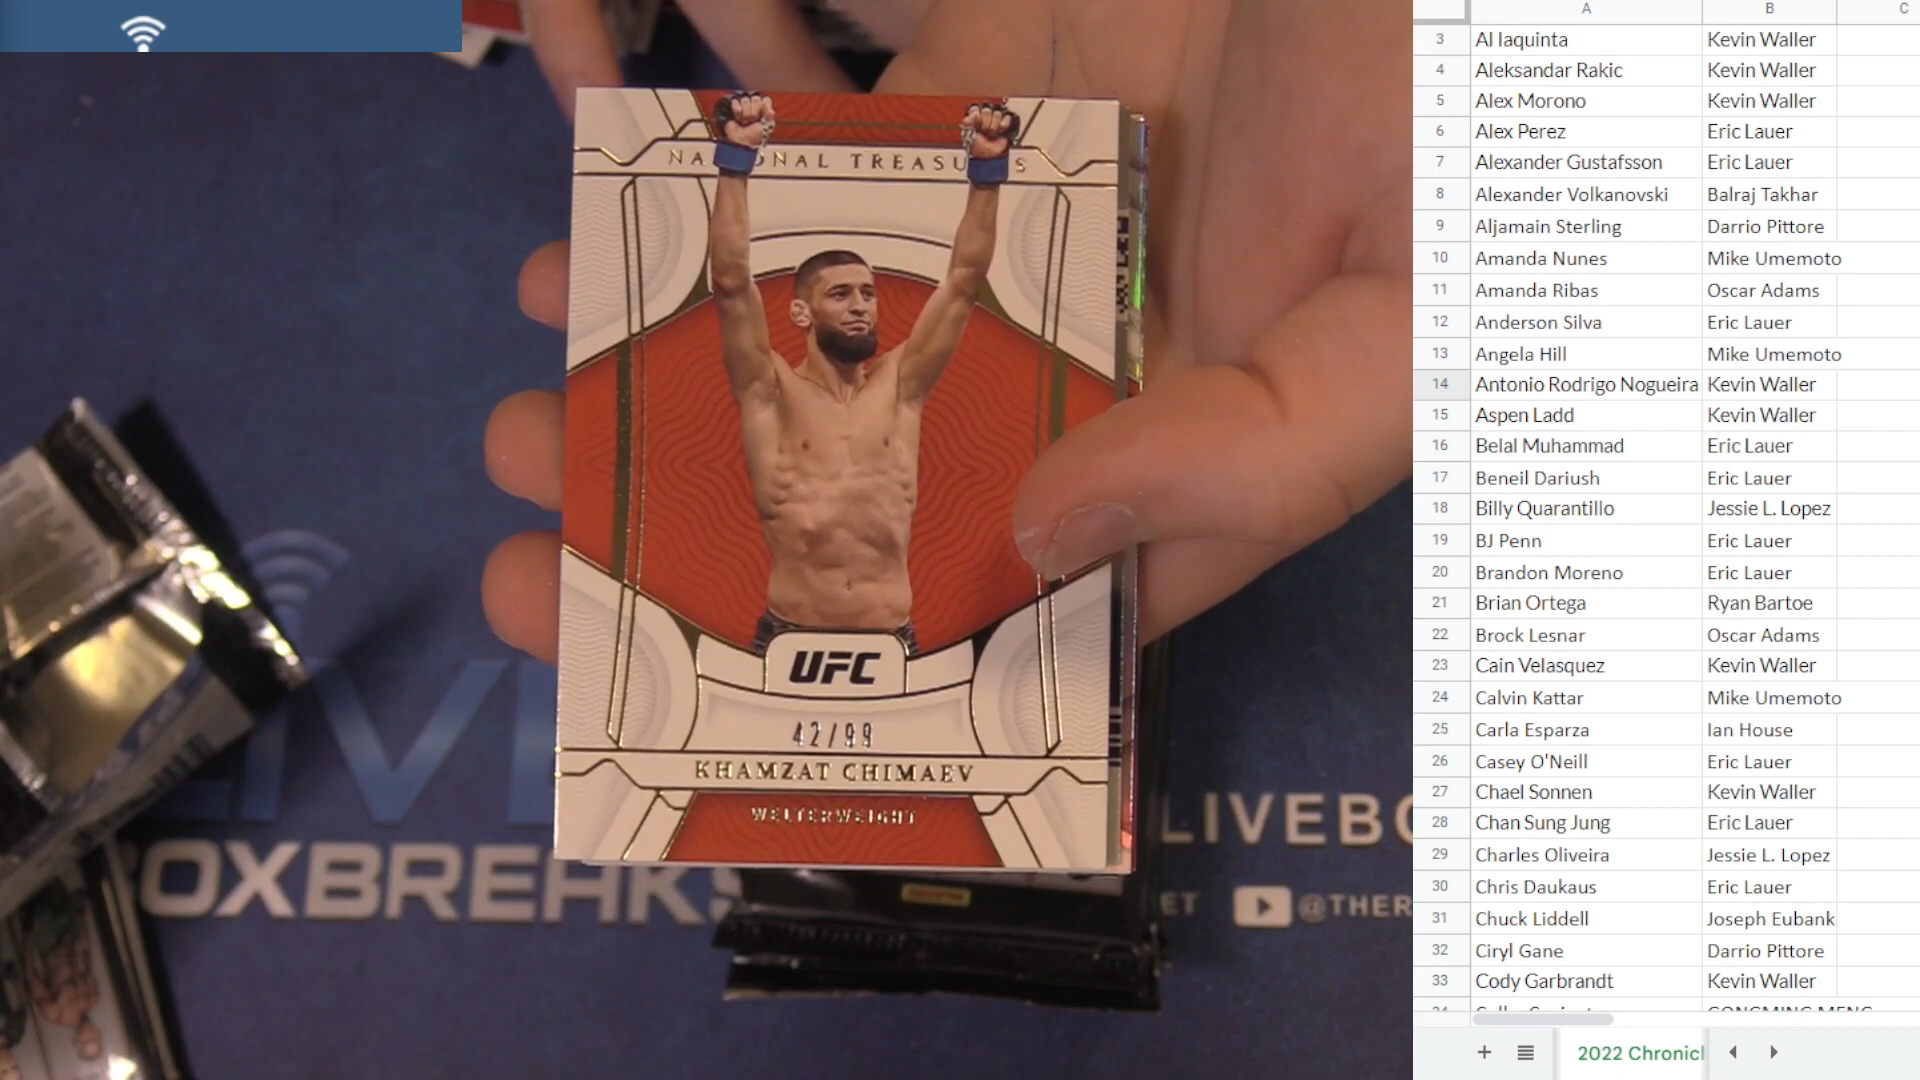 NATIONAL TREASURES
UFC
42/99
KHAMZAT CHIMAEV
WELTERWEIGHT
LIVE
BOXBREAKS
LIVEBO
ET @THER
A B C
3 Al Iaquinta Kevin Waller
4 Aleksandar Rakic Kevin Waller
5 Alex Morono Kevin Waller
6 Alex Perez Eric Lauer
7 Alexander Gustafsson Eric Lauer
8 Alexander Volkanovski Balraj Takhar
9 Aljamain Sterling Darrio Pittore
10 Amanda Nunes Mike Umemoto
11 Amanda Ribas Oscar Adams
12 Anderson Silva Eric Lauer
13 Angela Hill Mike Umemoto
14 Antonio Rodrigo Nogueira Kevin Waller
15 Aspen Ladd Kevin Waller
16 Belal Muhammad Eric Lauer
17 Beneil Dariush Eric Lauer
18 Billy Quarantillo Jessie L. Lopez
19 BJ Penn Eric Lauer
20 Brandon Moreno Eric Lauer
21 Brian Ortega Ryan Bartoe
22 Brock Lesnar Oscar Adams
23 Cain Velasquez Kevin Waller
24 Calvin Kattar Mike Umemoto
25 Carla Esparza Ian House
26 Casey O'Neill Eric Lauer
27 Chael Sonnen Kevin Waller
28 Chan Sung Jung Eric Lauer
29 Charles Oliveira Jessie L. Lopez
30 Chris Daukaus Eric Lauer
31 Chuck Liddell Joseph Eubank
32 Ciryl Gane Darrio Pittore
33 Cody Garbrandt Kevin Waller
2022 Chronicl